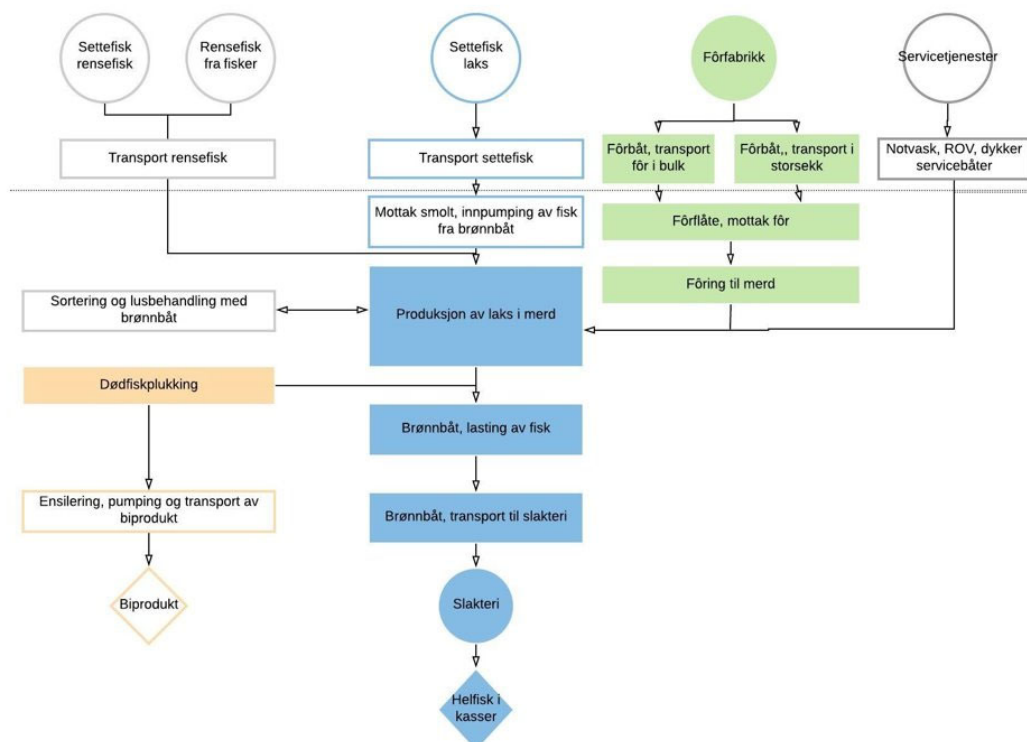 Settefisk
rensefisk
Rensefisk
fra fisker
Settefisk
laks
Fôrfabrikk
Servicetjenester
Transport rensefisk
Transport settefisk
Fôrbåt, transport
fôr i bulk
Fôrbåt,, transport i
storsekk
Notvask, ROV, dykker
servicebåter
Mottak smolt, innpumping av fisk
fra brønnbåt
Fôrflåte, mottak fôr
Fôring til merd
Sortering og lusbehandling med
brønnbåt
Produksjon av laks i merd
Dødfiskplukking
Brønnbåt, lasting av fisk
Ensilering, pumping og transport av
biprodukt
Brønnbåt, transport til slakteri
Biprodukt
Slakteri
Helfisk i
kasser